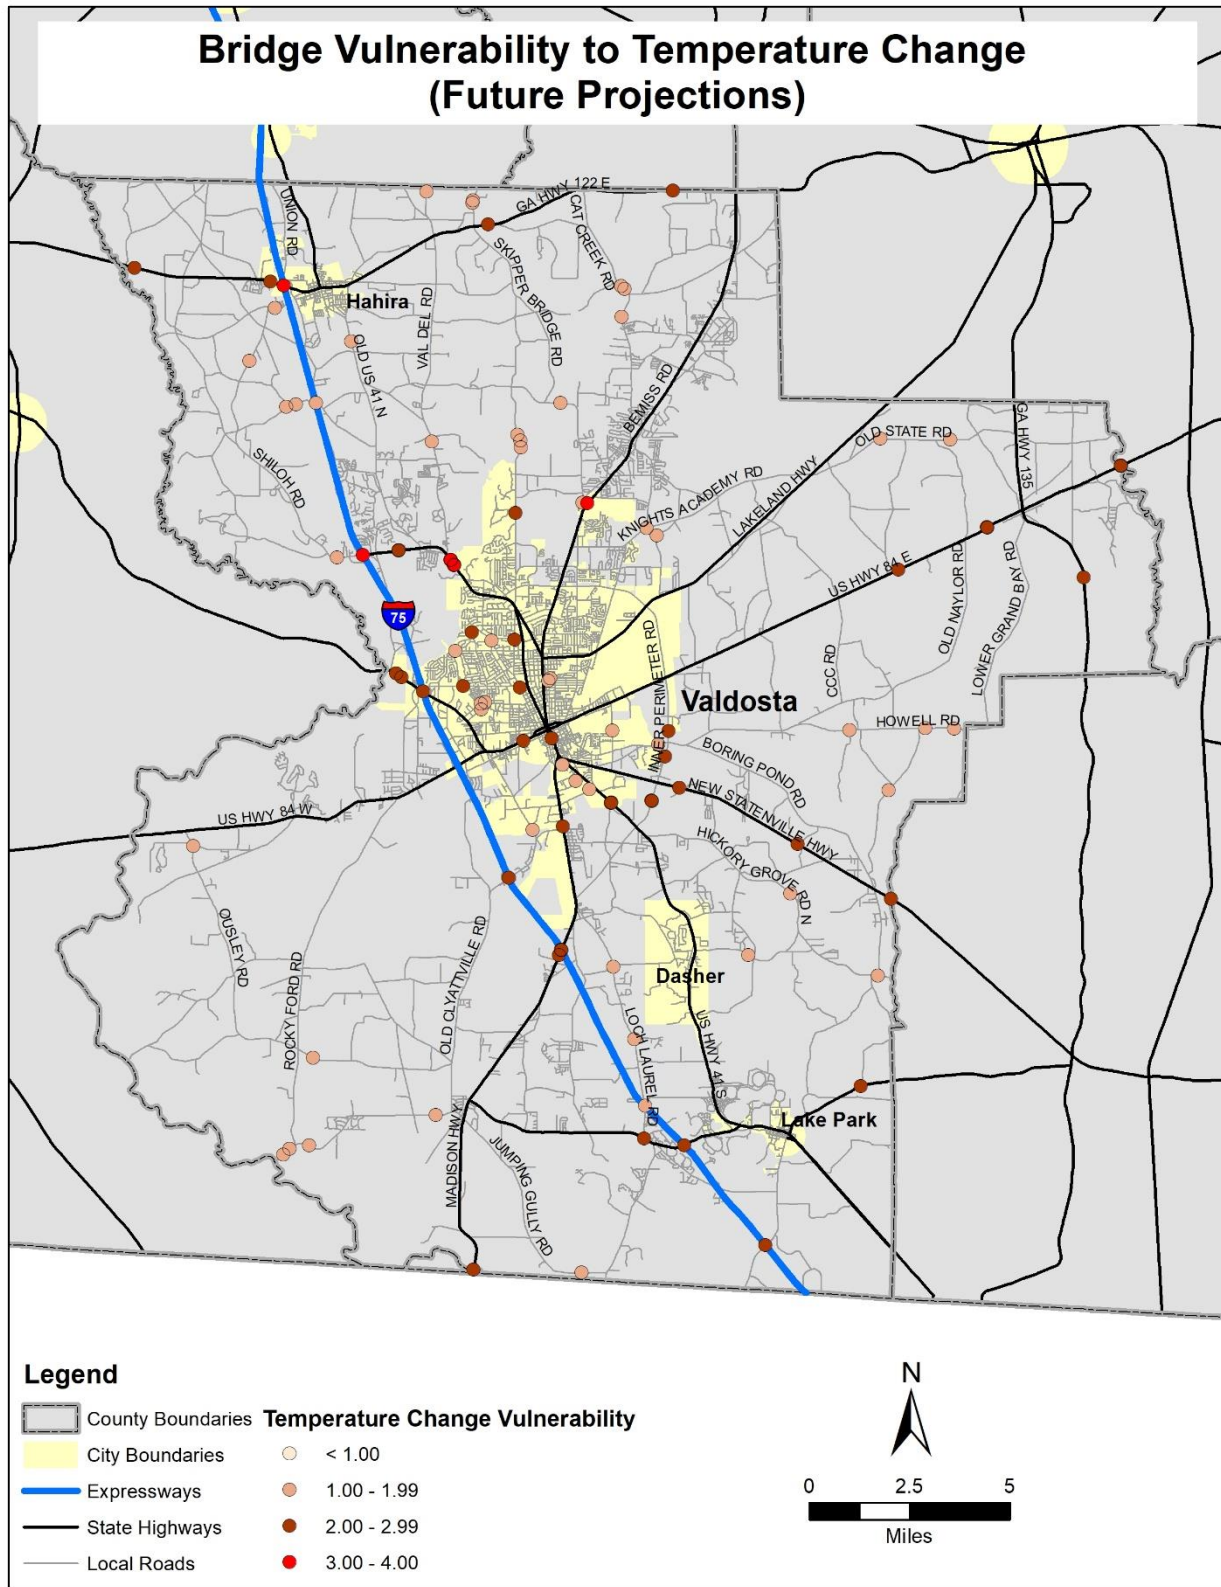 Bridge Vulnerability to Temperature Change
(Future Projections)
GA HWY 122 E
UNION RD
CAT CREEK RD
SKIPPER BRIDGE RD
Hahira
VAL DEL RD
OLD US 41 N
BEMISS RD
GA HWY 135
OLD STATE RD
SHILOH RD
KNIGHTS ACADEMY RD
LAKELAND HWY
US HWY 84 E
OLD NAYLOR RD
LOWER GRAND BAY RD
75
INNER PERIMETER RD
CCC RD
Valdosta
HOWELL RD
BORING POND RD
NEW STATENVILLE HWY
US HWY 84 W
HICKORY GROVE RD N
OUSLEY RD
ROCKY FORD RD
OLD CLYATTVILLE RD
Dasher
LOCH LAUREL RD
US HWY 41 S
MADISON HWY
JUMPING GULLY RD
Lake Park
Legend
County Boundaries
City Boundaries
Expressways
State Highways
Local Roads
Temperature Change Vulnerability
< 1.00
1.00 - 1.99
2.00 - 2.99
3.00 - 4.00
N
0 2.5 5
Miles